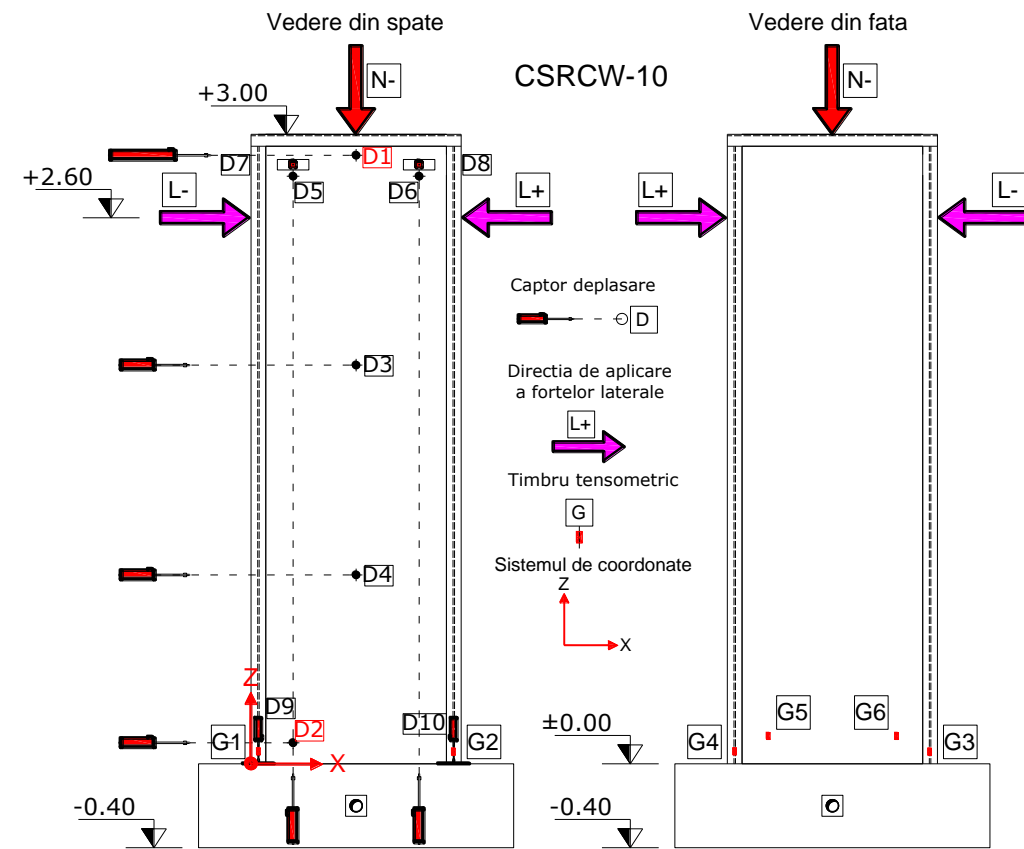 Vedere din spate
Vedere din fata
N-
CSRCW-10
N-
+3.00
D7
D1
D8
+2.60
L-
D5
D6
L+
L+
L-
Captor deplasare
D
D3
Directia de aplicare
a fortelor laterale
L+
Timbru tensometric
G
D4
Sistemul de coordonate
Z
X
Z
D9
D10
G1
D2
G2
X
±0.00
G5
G6
G4
G3
-0.40
-0.40